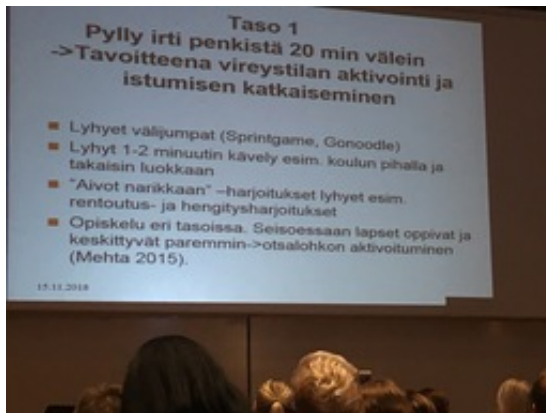 Taso 1
Pylly irti penkistä 20 min välein
->Tavoitteena vireystilan aktivointi ja
istumisen katkaiseminen
Lyhyet välijumpat (Sprintgame, Gonoodle)
Lyhyt 1-2 minuutin kävely esim. koulun pihalla ja
takaisin luokkaan
"Aivot narikkaan" –harjoitukset lyhyet esim.
rentoutus- ja hengitysharjoitukset
Opiskelu eri tasoissa. Seisoessaan lapset oppivat ja
keskittyvät paremmin->otsalohkon aktivoituminen
(Mehta 2015).
15.11.2018